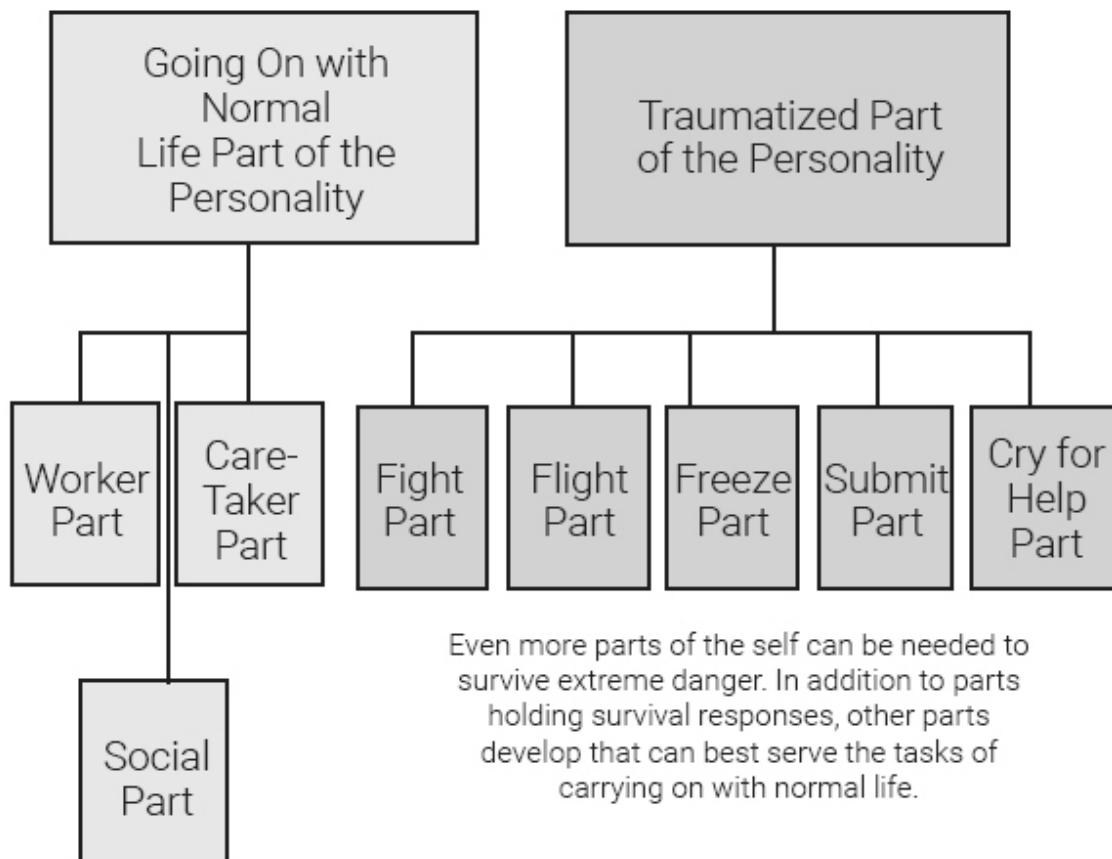 Going On with
Normal
Life Part of the
Personality
Traumatized Part
of the Personality
Worker
Part
Care-
Taker
Part
Social
Part
Fight
Part
Flight
Part
Freeze
Part
Submit
Part
Cry for
Help
Part
Even more parts of the self can be needed to
survive extreme danger. In addition to parts
holding survival responses, other parts
develop that can best serve the tasks of
carrying on with normal life.